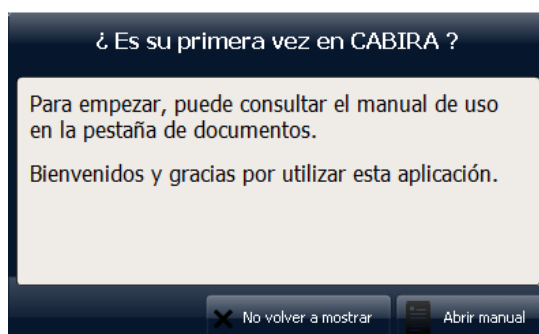 ¿ Es su primera vez en CABIRA ?
Para empezar, puede consultar el manual de uso
en la pestaña de documentos.
Bienvenidos y gracias por utilizar esta aplicación.
No volver a mostrar
Abrir manual